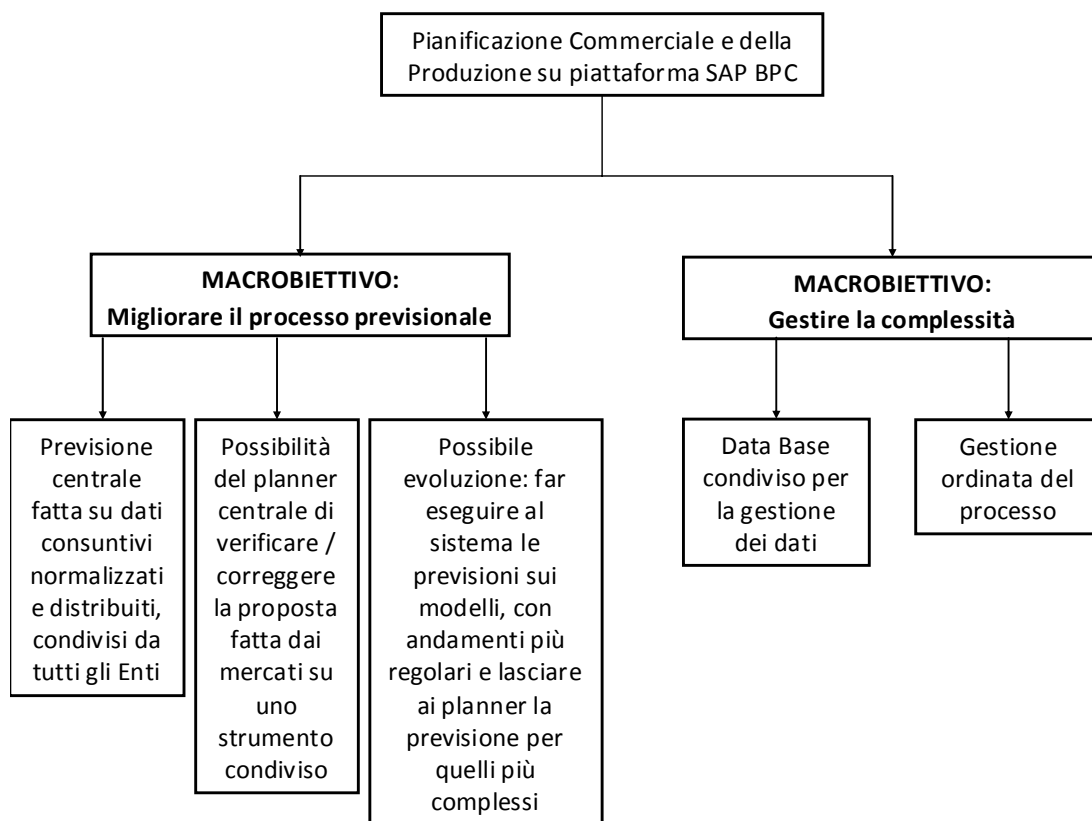 Pianificazione Commerciale e della
Produzione su piattaforma SAP BPC
MACROBIETTIVO:
Migliorare il processo previsionale
MACROBIETTIVO:
Gestire la complessità
Previsione
centrale
fatta su dati
consuntivi
normalizzati
e distribuiti,
condivisi da
tutti gli Enti
Possibilità
del planner
centrale di
verificare /
correggere
la proposta
fatta dai
mercati su
uno
strumento
condiviso
Possibile
evoluzione: far
eseguire al
sistema le
previsioni sui
modelli, con
andamenti più
regolari e lasciare
ai planner la
previsione per
quelli più
complessi
Data Base
condiviso per
la gestione
dei dati
Gestione
ordinata del
processo